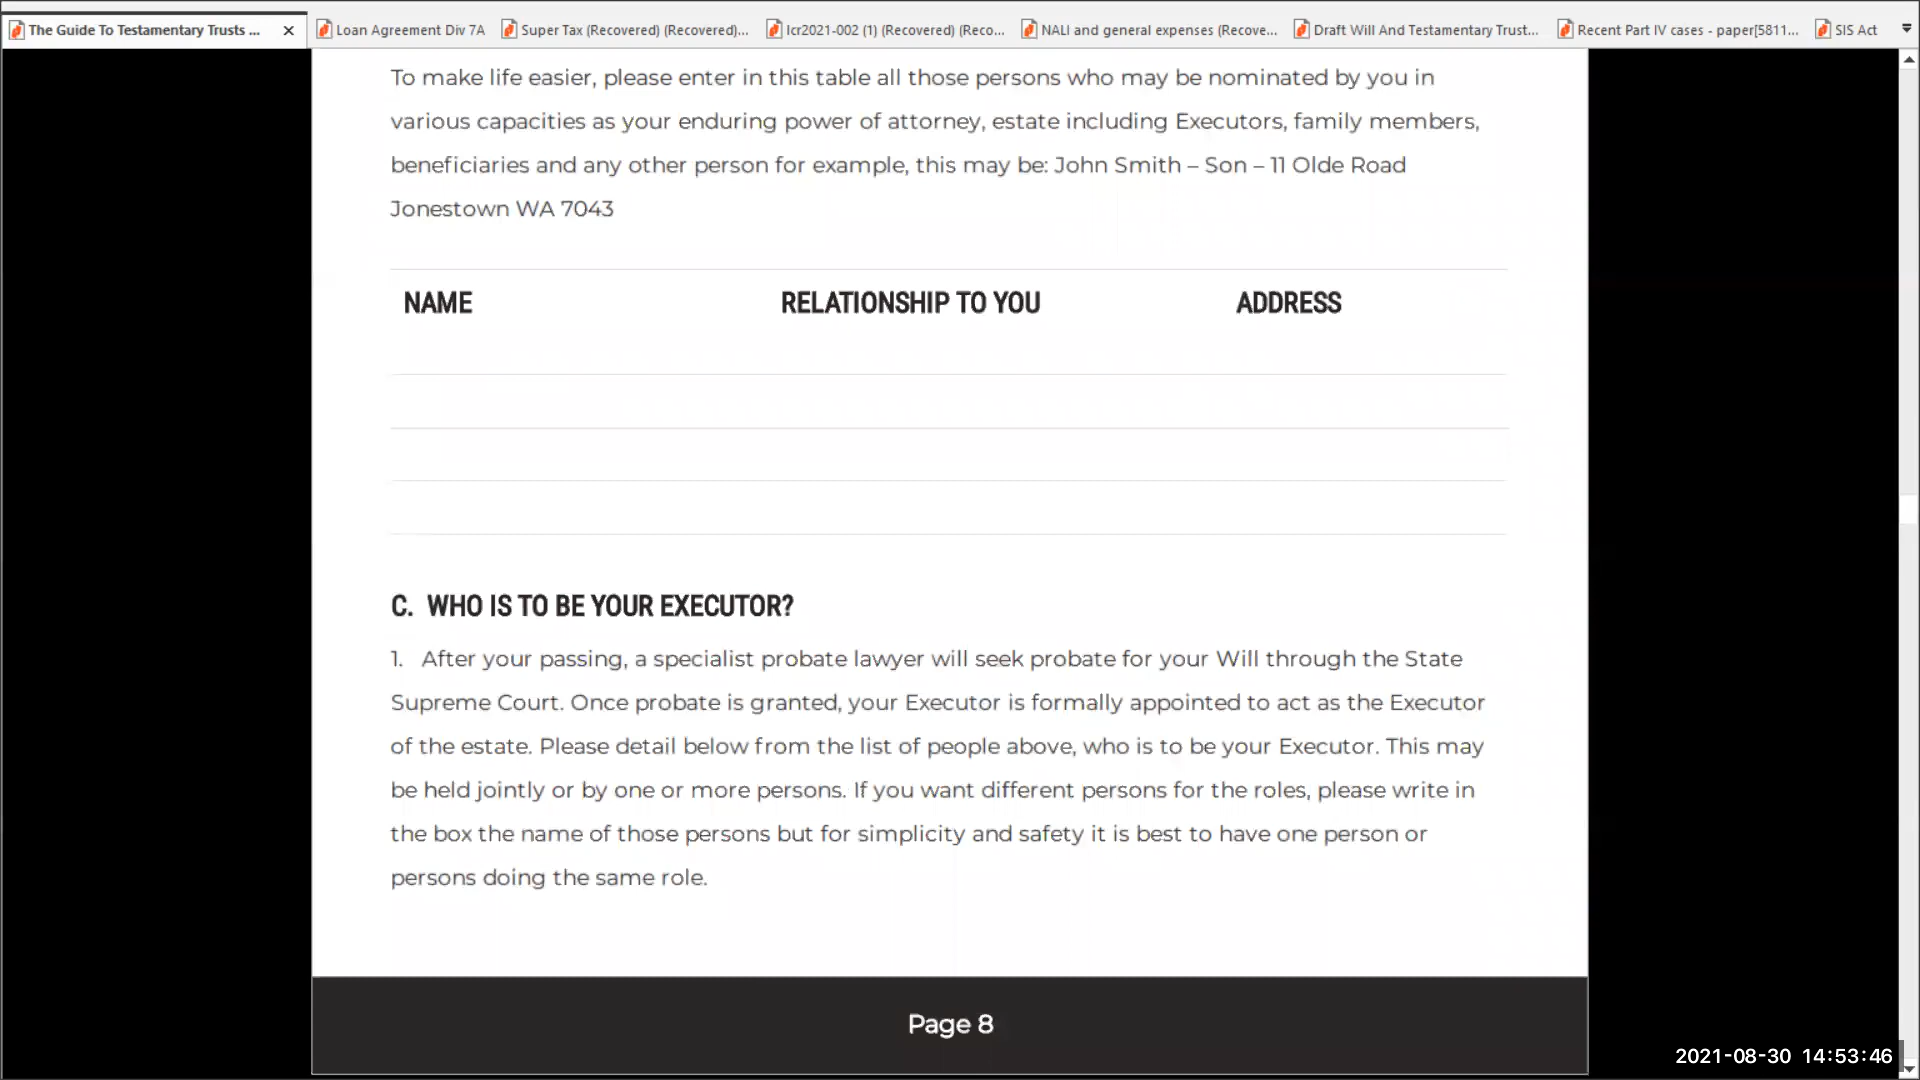 The Guide To Testamentary Trusts ...
Loan Agreement Div 7A
Super Tax (Recovered) (Recovered)...
lcr2021-002 (1) (Recovered) (Reco...
NALI and general expenses (Recove...
Draft Will And Testamentary Trust...
Recent Part IV cases - paper[5811...
SIS Act
To make life easier, please enter in this table all those persons who may be nominated by you in
various capacities as your enduring power of attorney, estate including Executors, family members,
beneficiaries and any other person for example, this may be: John Smith – Son – 11 Olde Road
Jonestown WA 7043
NAME RELATIONSHIP TO YOU ADDRESS
C. WHO IS TO BE YOUR EXECUTOR?
1. After your passing, a specialist probate lawyer will seek probate for your Will through the State
Supreme Court. Once probate is granted, your Executor is formally appointed to act as the Executor
of the estate. Please detail below from the list of people above, who is to be your Executor. This may
be held jointly or by one or more persons. If you want different persons for the roles, please write in
the box the name of those persons but for simplicity and safety it is best to have one person or
persons doing the same role.
Page 8
2021-08-30 14:53:46